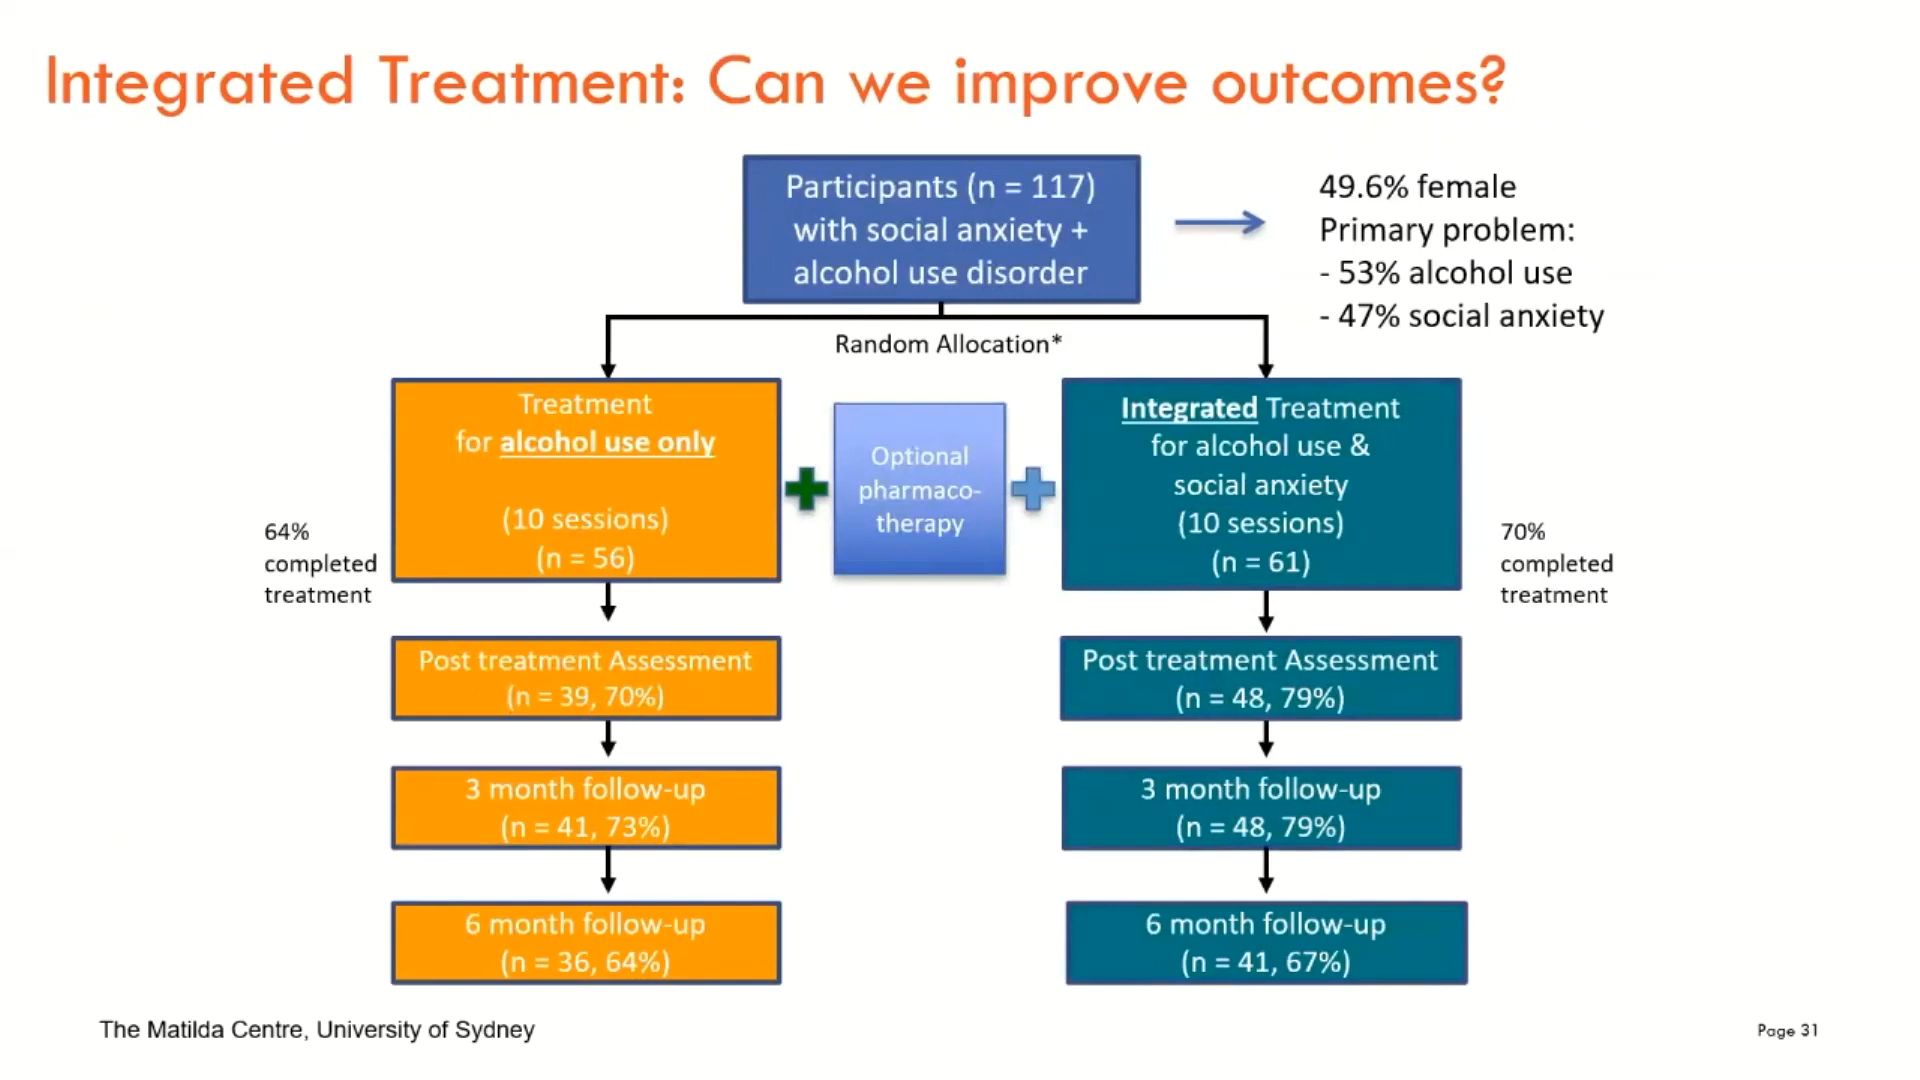 Integrated Treatment: Can we improve outcomes?
Participants (n = 117)
with social anxiety +
alcohol use disorder
49.6% female
Primary problem:
- 53% alcohol use
- 47% social anxiety
Random Allocation*
Treatment
for alcohol use only
(10 sessions)
(n = 56)
64%
completed
treatment
Optional
pharmaco-
therapy
Integrated Treatment
for alcohol use &
social anxiety
(10 sessions)
(n = 61)
70%
completed
treatment
Post treatment Assessment
(n = 39, 70%)
Post treatment Assessment
(n = 48, 79%)
3 month follow-up
(n = 41, 73%)
3 month follow-up
(n = 48, 79%)
6 month follow-up
(n = 36, 64%)
6 month follow-up
(n = 41, 67%)
The Matilda Centre, University of Sydney
Page 31